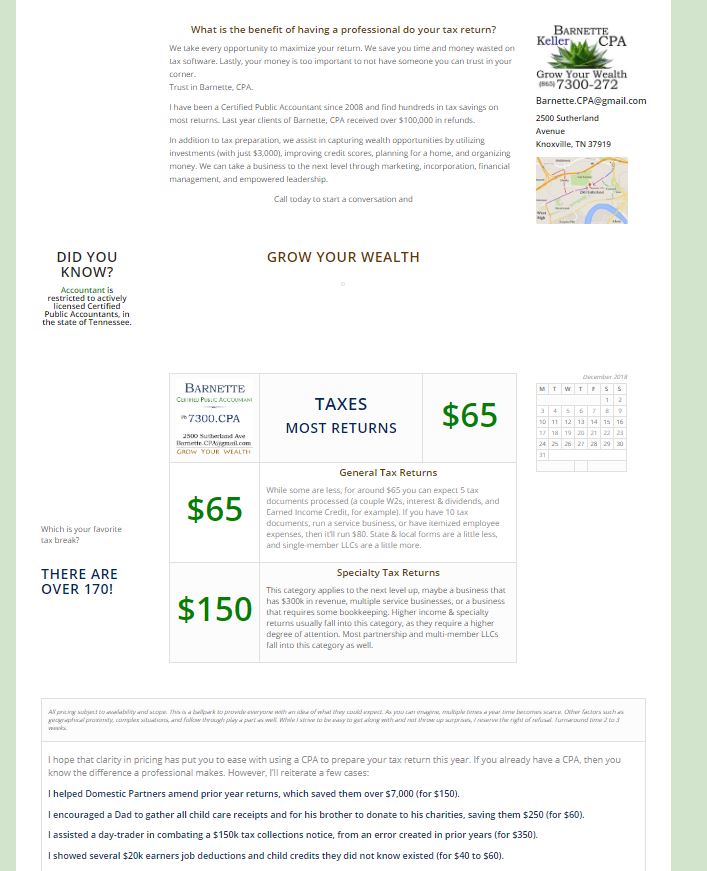 What is the benefit of having a professional do your tax return?
We take every opportunity to maximize your return. We save you time and money wasted on
tax software. Lastly, your money is too important to not have someone you can trust in your
corner.
Trust in Barnette, CPA.
I have been a Certified Public Accountant since 2008 and find hundreds in tax savings on
most returns. Last year clients of Barnette, CPA received over $100,000 in refunds.
In addition to tax preparation, we assist in capturing wealth opportunities by utilizing
investments (with just $3,000), improving credit scores, planning for a home, and organizing
money. We can take a business to the next level through marketing, incorporation, financial
management, and empowered leadership.
Call today to start a conversation and
BARNETTE
Keller CPA
Grow Your Wealth
(865) 7300-272
Barnette.CPA@gmail.com
2500 Sutherland
Avenue
Knoxville, TN 37919
DID YOU
KNOW?
Accountant is
restricted to actively
licensed Certified
Public Accountants, in
the state of Tennessee.
GROW YOUR WEALTH
BARNETTE
CERTIFIED PUBLIC ACCOUNTANT
7300.CPA
2500 Sutherland Ave
Barnette.CPA@gmail.com
GROW YOUR WEALTH
TAXES
MOST RETURNS
$65
December 2018
M T W T F S S
1 2
3 4 5 6 7 8 9
10 11 12 13 14 15 16
17 18 19 20 21 22 23
24 25 26 27 28 29 30
31
$65
General Tax Returns
While some are less, for around $65 you can expect 5 tax
documents processed (a couple W2s, interest & dividends, and
Earned Income Credit, for example). If you have 10 tax
documents, run a service business, or have itemized employee
expenses, then it'll run $80. State & local forms are a little less,
and single-member LLCs are a little more.
Which is your favorite
tax break?
THERE ARE
OVER 170!
$150
Specialty Tax Returns
This category applies to the next level up, maybe a business that
has $300k in revenue, multiple service businesses, or a business
that requires some bookkeeping. Higher income & specialty
returns usually fall into this category, as they require a higher
degree of attention. Most partnership and multi-member LLCs
fall into this category as well.
All pricing subject to availability and scope. This is a ballpark to provide everyone with an idea of what they could expect. As you can imagine, multiple times a year time becomes scarce. Other factors such as
geographical proximity, complex situations, and follow through play a part as well. While I strive to be easy to get along with and not throw up surprises, I reserve the right of refusal. Turnaround time 2 to 3
weeks.
I hope that clarity in pricing has put you to ease with using a CPA to prepare your tax return this year. If you already have a CPA, then you
know the difference a professional makes. However, I'll reiterate a few cases:
I helped Domestic Partners amend prior year returns, which saved them over $7,000 (for $150).
I encouraged a Dad to gather all child care receipts and for his brother to donate to his charities, saving them $250 (for $60).
I assisted a day-trader in combating a $150k tax collections notice, from an error created in prior years (for $350).
I showed several $20k earners job deductions and child credits they did not know existed (for $40 to $60).